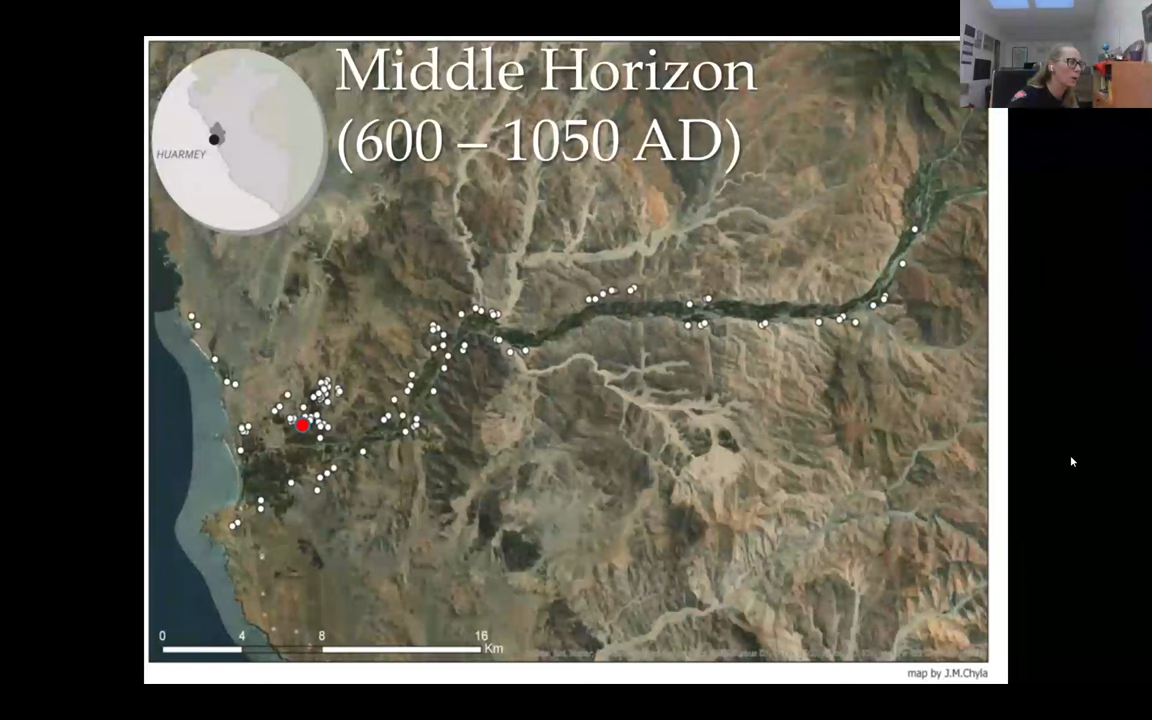 Middle Horizon
(600 – 1050 AD)
HUARMEY
0 4 8 16
Km
map by J.M.Chyla